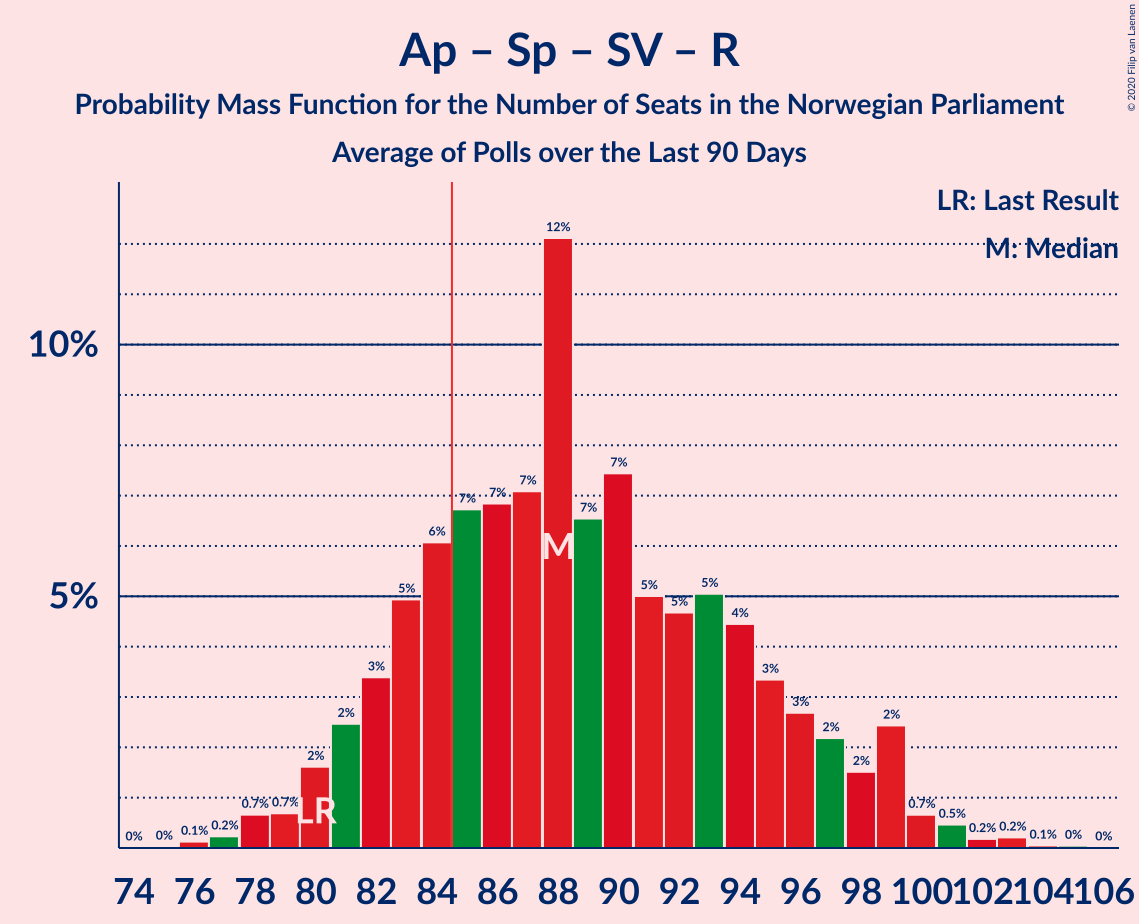 Ap – Sp – SV – R
Probability Mass Function for the Number of Seats in the Norwegian Parliament
Average of Polls over the Last 90 Days
© 2020 Filip van Laenen
LR: Last Result
M: Median
10%
5%
0% 0% 0.1% 0.2% 0.7% 0.7% 2% 2% 3% 5% 6% 7% 7% 7% 12% 7% 7% 5% 5% 5% 4% 3% 3% 2% 2% 2% 0.7% 0.5% 0.2% 0.2% 0.1% 0% 0%
M
LR
74 76 78 80 82 84 86 88 90 92 94 96 98 100 102 104 106